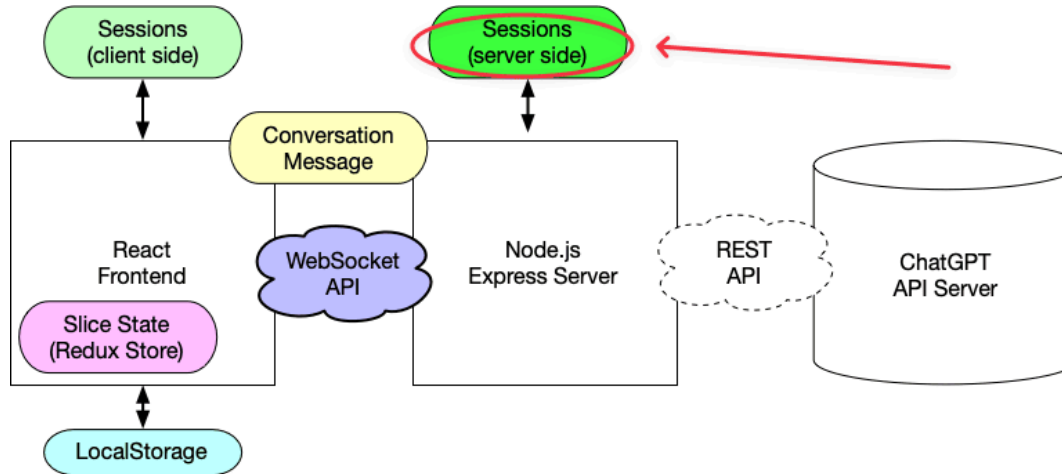 Sessions
(client side)
Sessions
(server side)
Conversation
Message
React
Frontend
WebSocket
API
Node.js
Express Server
REST
API
ChatGPT
API Server
Slice State
(Redux Store)
LocalStorage